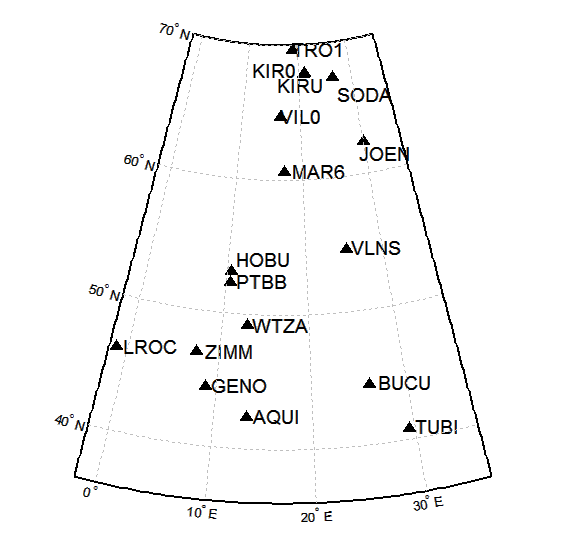 70°N
TRO1
KIR0
KIRU
SODA
VIL0
JOEN
60°N
MAR6
VLNS
HOBU
PTBB
50°N
WTZA
LROC
ZIMM
GENO
BUCU
AQUI
TUBI
40°N
0°
10°E
20°E
30°E